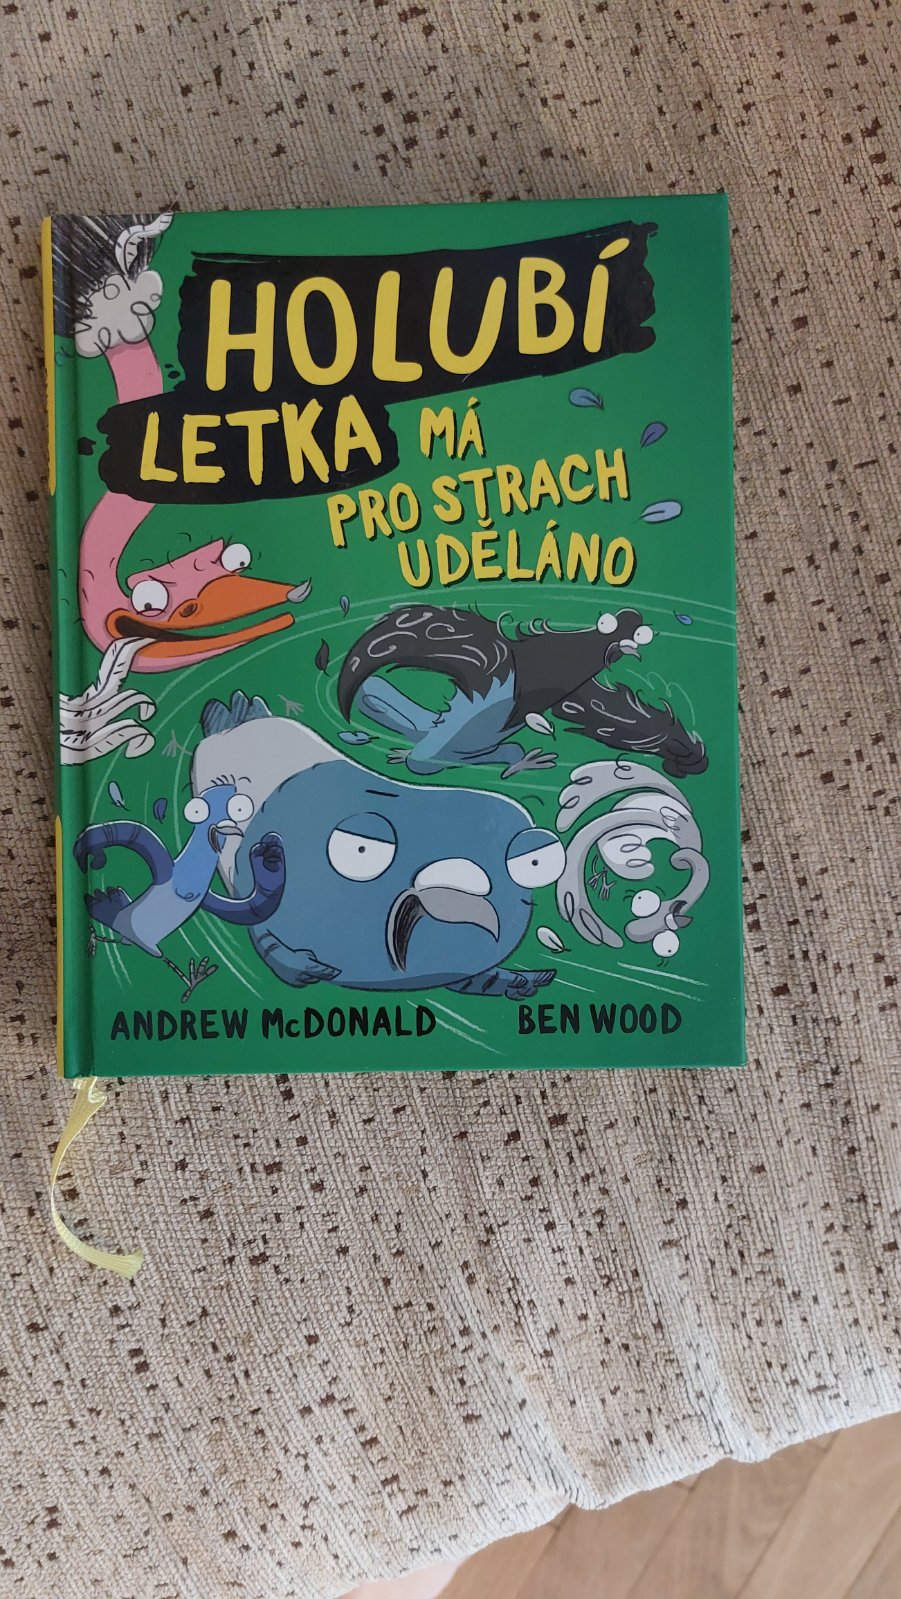 HOLUBÍ
LETKA MÁ
PRO STRACH
UDĚLÁNO
ANDREW McDONALD BEN WOOD